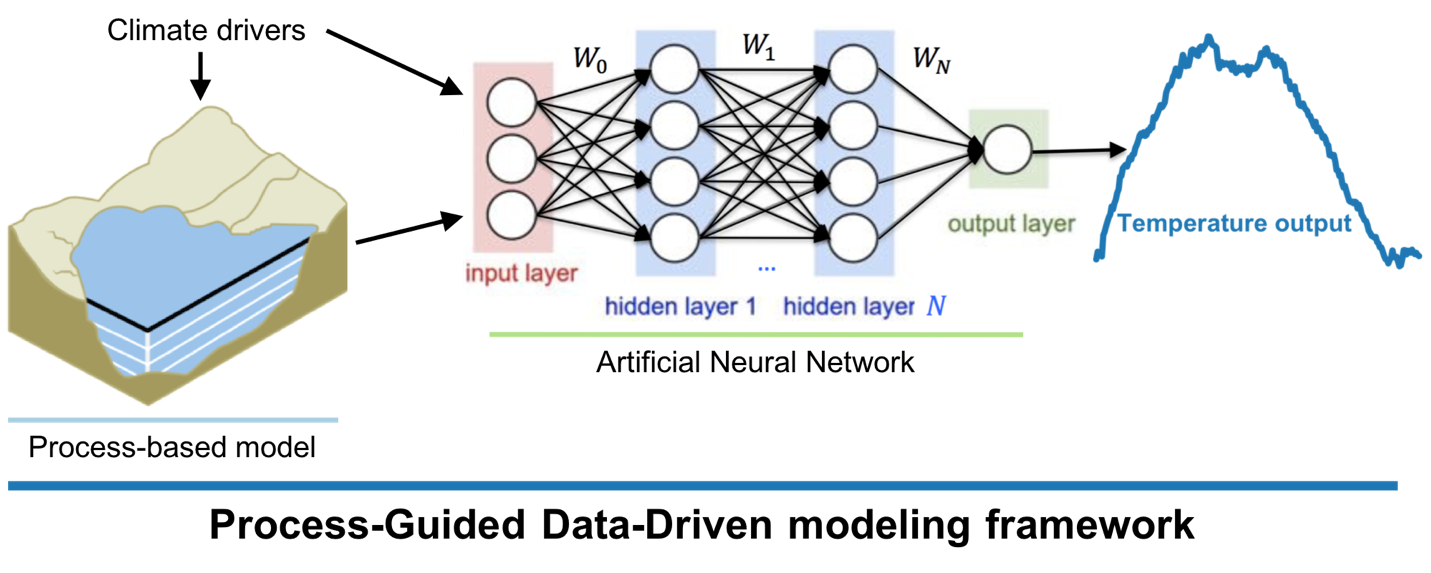 Climate drivers
W₀
W₁
W_N
input layer
hidden layer 1
...
hidden layer N
output layer
Temperature output
Artificial Neural Network
Process-based model
Process-Guided Data-Driven modeling framework